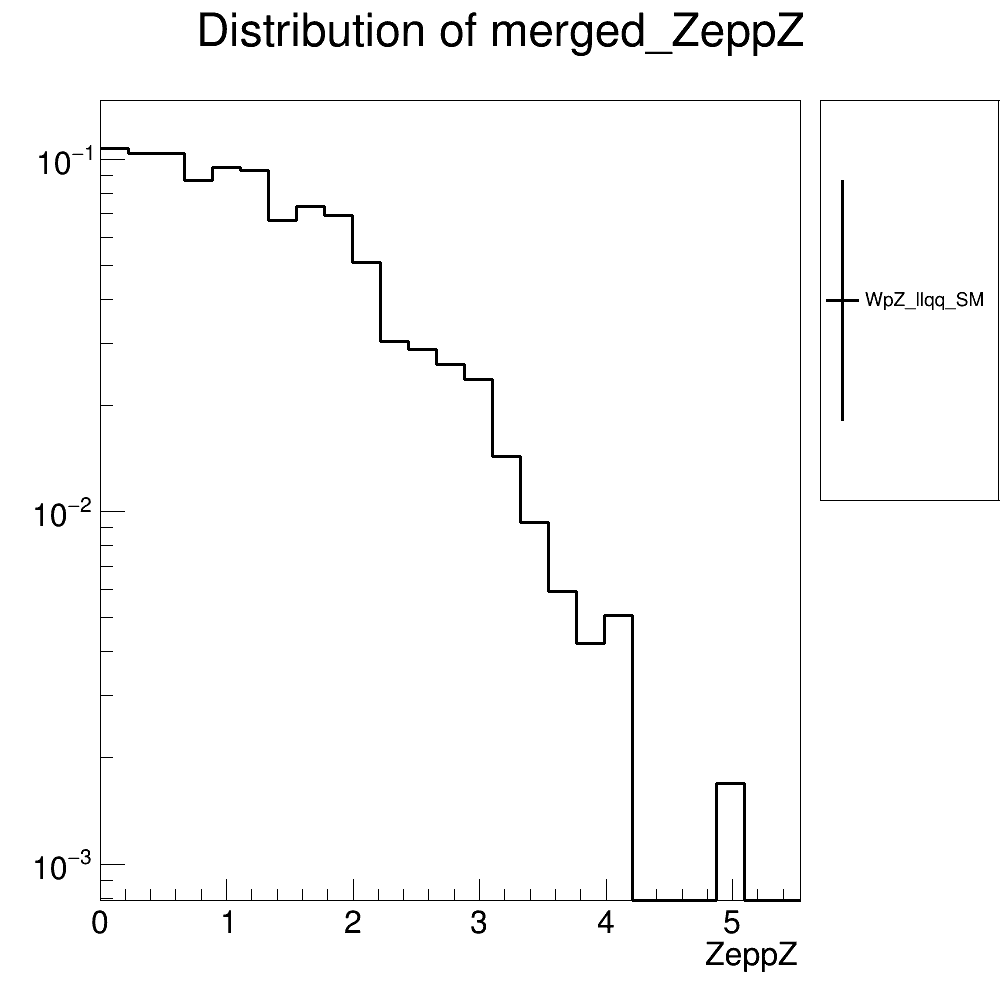 Distribution of merged_ZeppZ
10⁻¹
10⁻²
10⁻³
0 1 2 3 4 5
ZeppZ
WpZ_llqq_SM